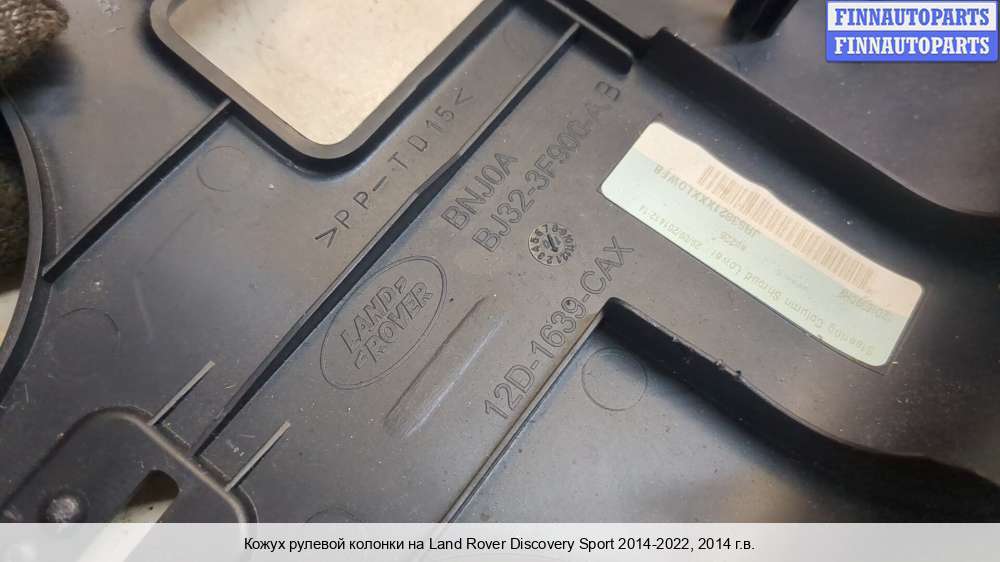 FINNAUTOPARTS
FINNAUTOPARTS
>PP-TD15<
BNJ0A
BJ32-3F900-AB
LAND
ROVER
12D-1639-CAX
Steering Column Shroud Lower
Кожух рулевой колонки на Land Rover Discovery Sport 2014-2022, 2014 г.в.